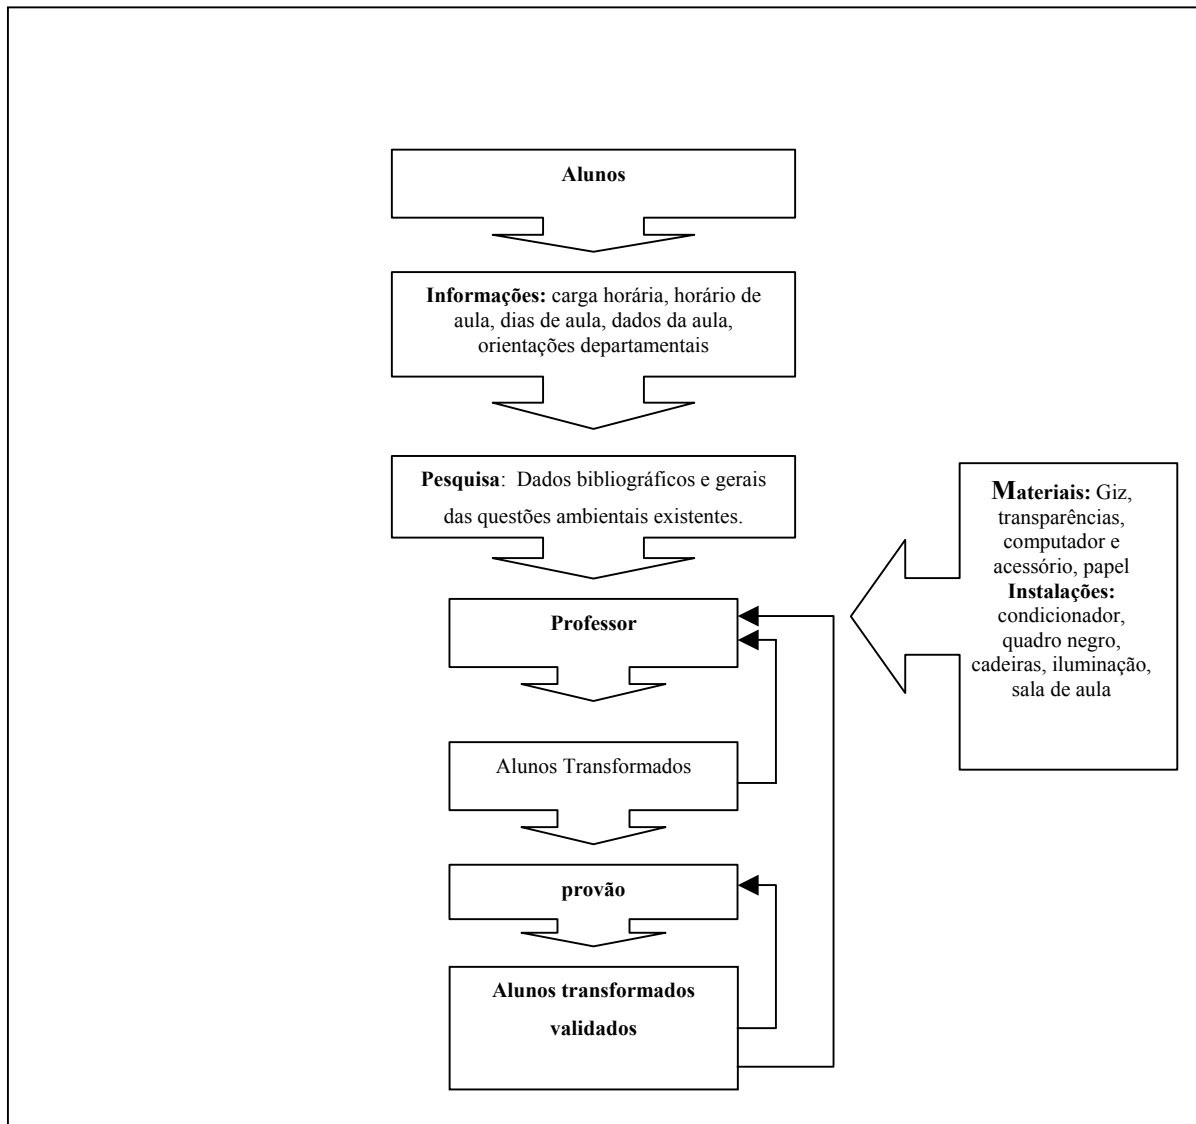 Alunos
Informações: carga horária, horário de
aula, dias de aula, dados da aula,
orientações departamentais
Pesquisa:  Dados bibliográficos e gerais
das questões ambientais existentes.
Professor
Alunos Transformados
provão
Alunos transformados
validados
Materiais: Giz,
transparências,
computador e
acessório, papel
Instalações:
condicionador,
quadro negro,
cadeiras, iluminação,
sala de aula